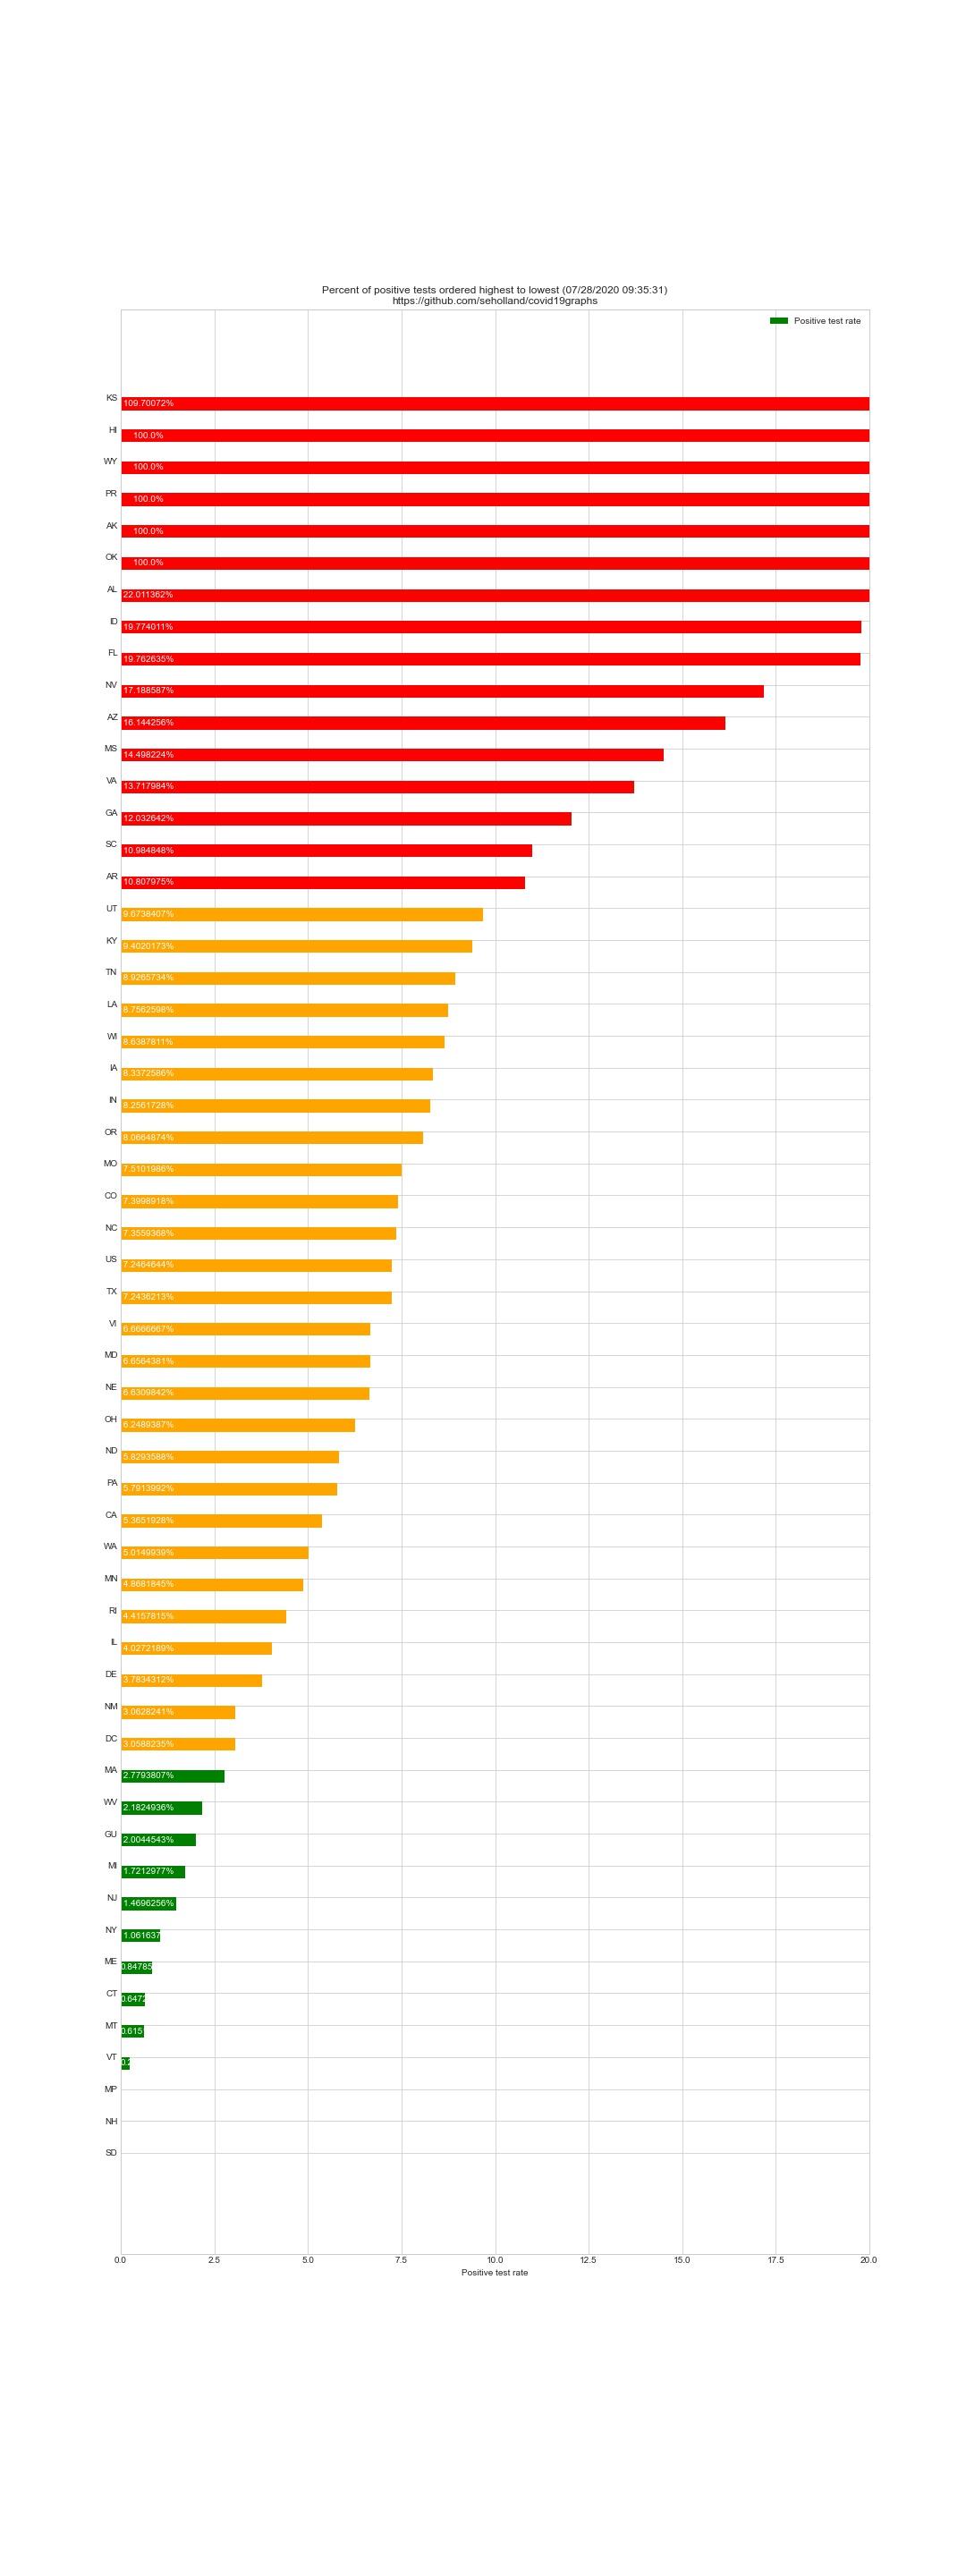 Percent of positive tests ordered highest to lowest (07/28/2020 09:35:31)
https://github.com/seholland/covid19graphs
Positive test rate
KS 109.70072%
HI 100.0%
WY 100.0%
PR 100.0%
AK 100.0%
OK 100.0%
AL 22.011362%
ID 19.774011%
FL 19.762635%
NV 17.188587%
AZ 16.144256%
MS 14.498224%
VA 13.717984%
GA 12.032642%
SC 10.984848%
AR 10.807975%
UT 9.6738407%
KY 9.4020173%
TN 8.9265734%
LA 8.7562598%
WI 8.6387811%
IA 8.3372586%
IN 8.2561728%
OR 8.0664874%
MO 7.5101986%
CO 7.3998918%
NC 7.3559368%
US 7.2464644%
TX 7.2436213%
VI 6.6666667%
MD 6.6564381%
NE 6.6309842%
OH 6.2489387%
ND 5.8293588%
PA 5.7913992%
CA 5.3651928%
WA 5.0149939%
MN 4.8681845%
RI 4.4157815%
IL 4.0272189%
DE 3.7834312%
NM 3.0628241%
DC 3.0588235%
MA 2.7793807%
WV 2.1824936%
GU 2.0044543%
MI 1.7212977%
NJ 1.4696256%
NY 1.061637
ME 0.84785
CT 0.6472
MT 0.615
VT
MP
NH
SD
0.0 2.5 5.0 7.5 10.0 12.5 15.0 17.5 20.0
Positive test rate